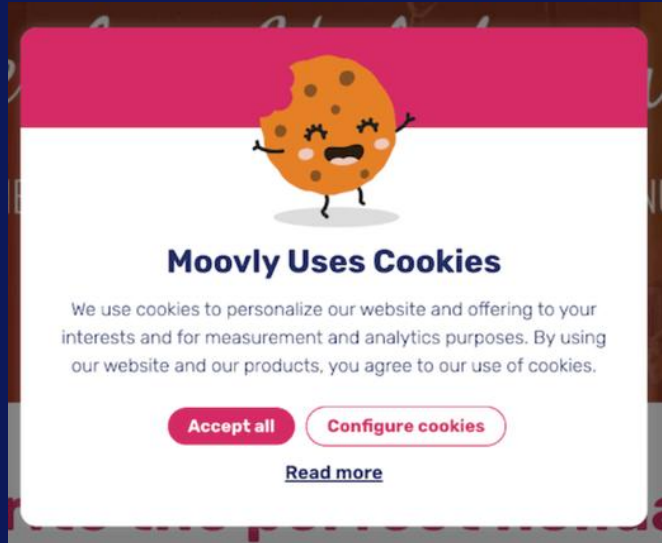 Moovly Uses Cookies
We use cookies to personalize our website and offering to your
interests and for measurement and analytics purposes. By using
our website and our products, you agree to our use of cookies.
Accept all Configure cookies
Read more
the perfect